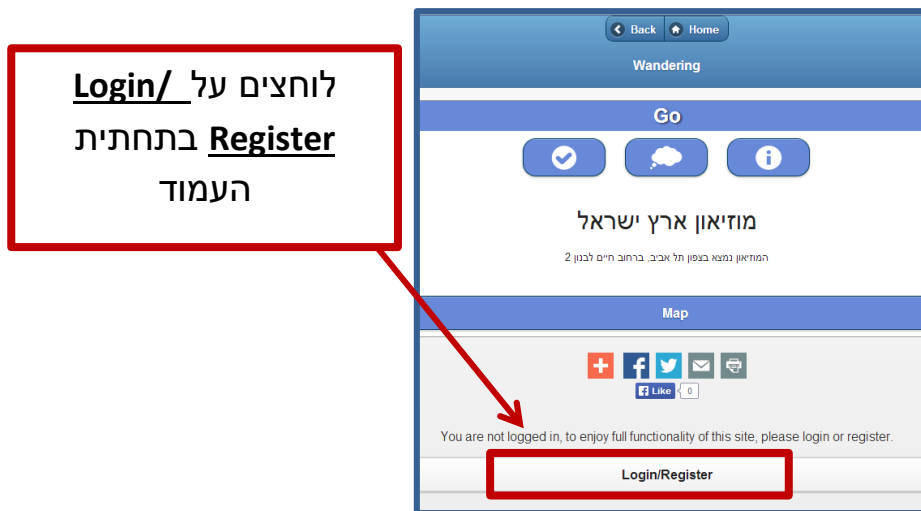 לוחצים על Login/
Register בתחתית
העמוד
Back Home
Wandering
Go
מוזיאון ארץ ישראל
המוזיאון נמצא בצפון תל אביב, ברחוב חיים לבנון 2
Map
Like 0
You are not logged in, to enjoy full functionality of this site, please login or register.
Login/Register